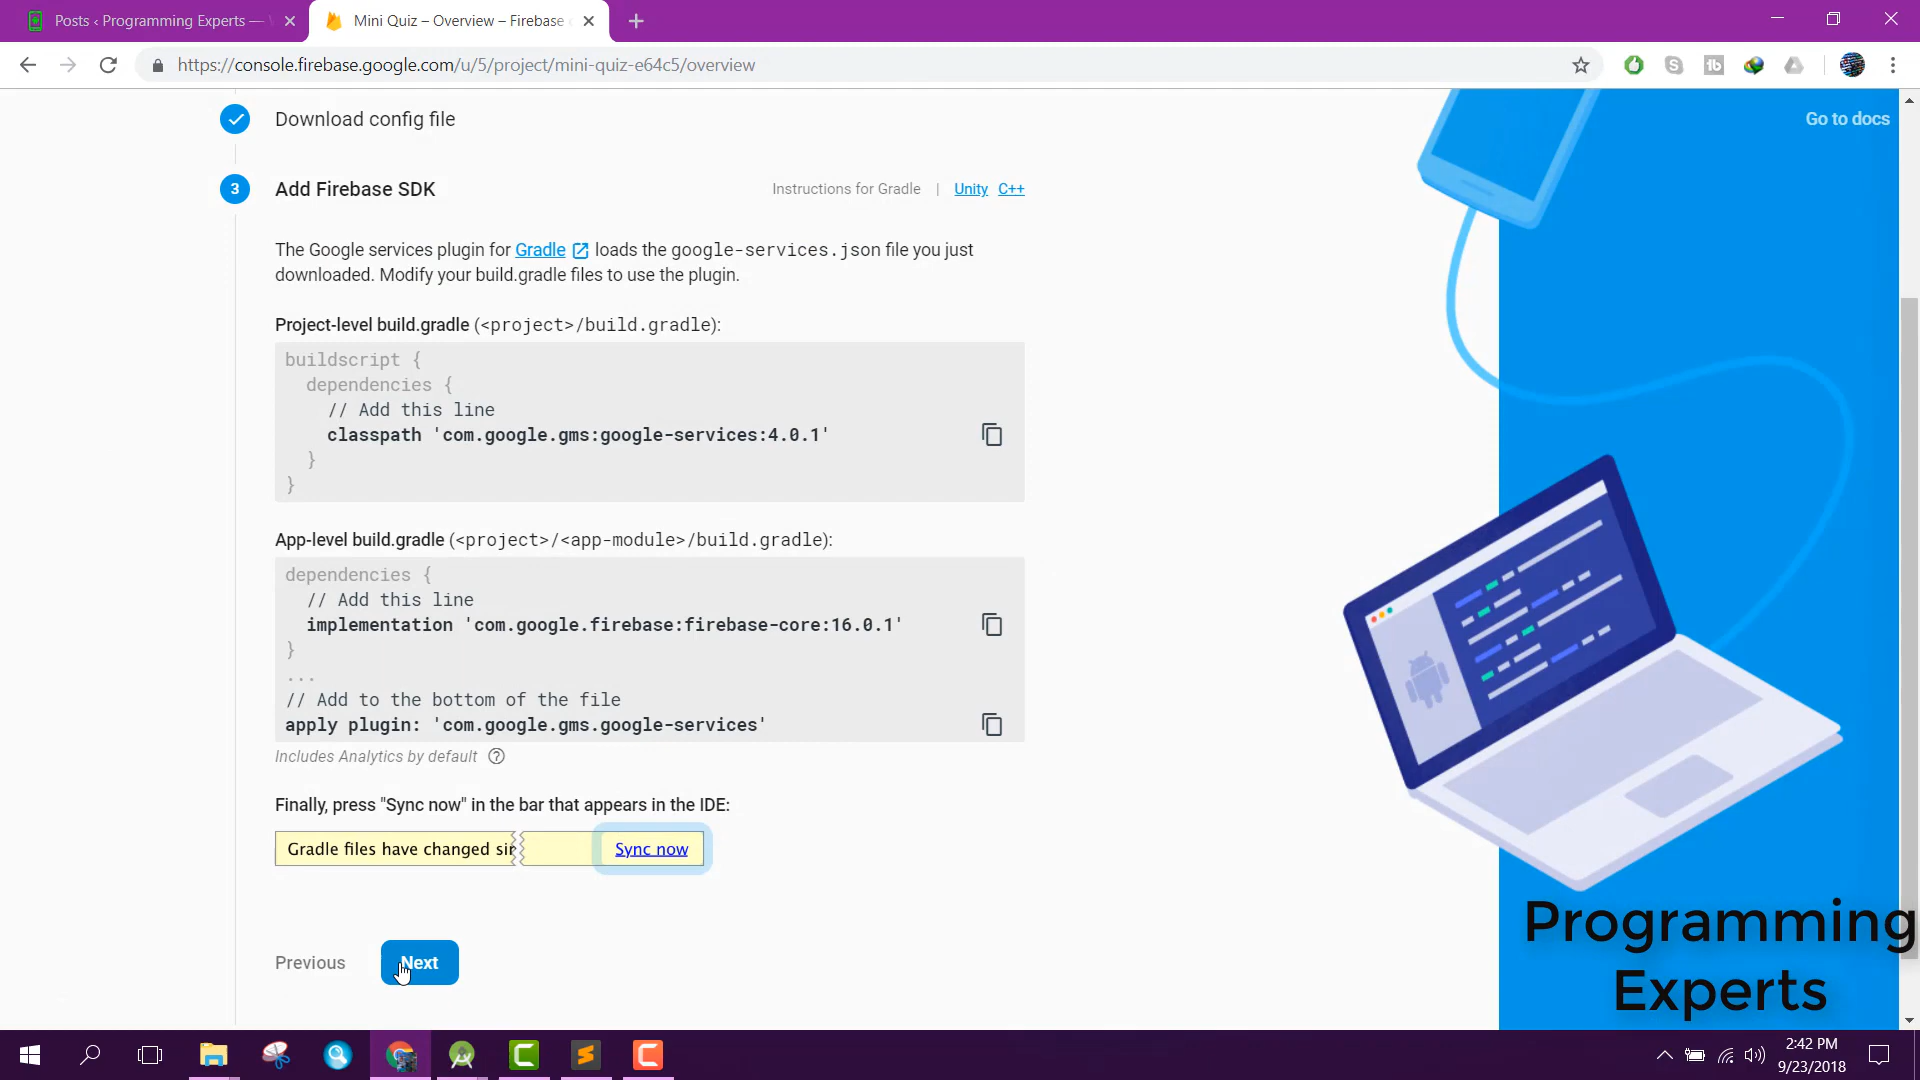 Posts ‹ Programming Experts —
Mini Quiz – Overview – Firebase
https://console.firebase.google.com/u/5/project/mini-quiz-e64c5/overview
Download config file
Go to docs
3
Add Firebase SDK
Instructions for Gradle | Unity C++
The Google services plugin for Gradle loads the google-services.json file you just
downloaded. Modify your build.gradle files to use the plugin.
Project-level build.gradle (<project>/build.gradle):
buildscript {
dependencies {
// Add this line
classpath 'com.google.gms:google-services:4.0.1'
}
}
App-level build.gradle (<project>/<app-module>/build.gradle):
dependencies {
// Add this line
implementation 'com.google.firebase:firebase-core:16.0.1'
}
...
// Add to the bottom of the file
apply plugin: 'com.google.gms.google-services'
Includes Analytics by default
Finally, press "Sync now" in the bar that appears in the IDE:
Gradle files have changed sin
Sync now
Previous
Next
Programming
Experts
2:42 PM
9/23/2018